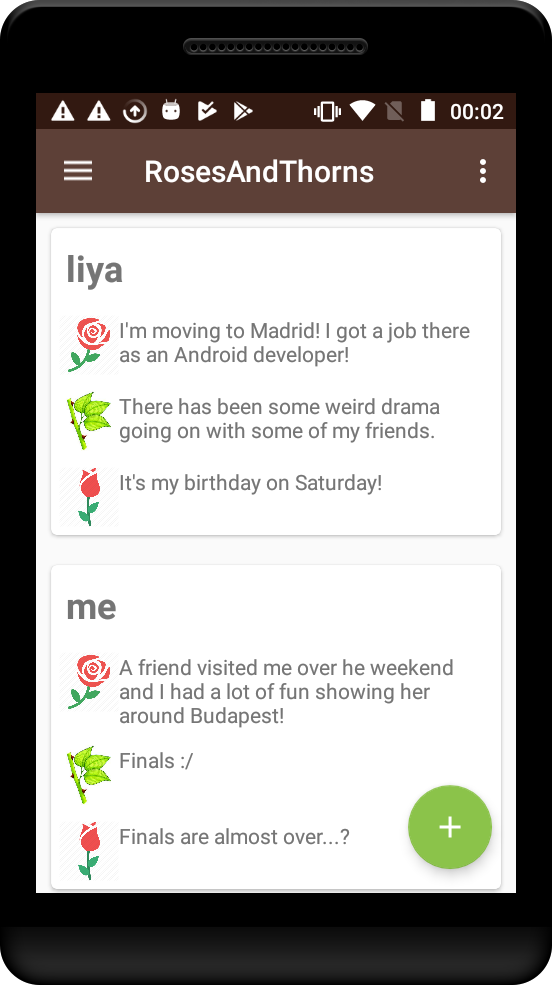 00:02
RosesAndThorns
liya
I'm moving to Madrid! I got a job there
as an Android developer!
There has been some weird drama
going on with some of my friends.
It's my birthday on Saturday!
me
A friend visited me over he weekend
and I had a lot of fun showing her
around Budapest!
Finals :/
Finals are almost over...?